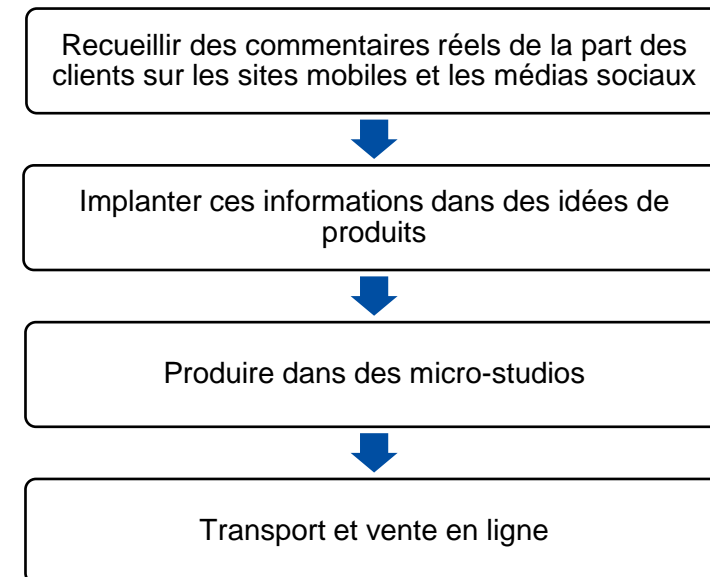 Recueillir des commentaires réels de la part des
clients sur les sites mobiles et les médias sociaux
Implanter ces informations dans des idées de
produits
Produire dans des micro-studios
Transport et vente en ligne